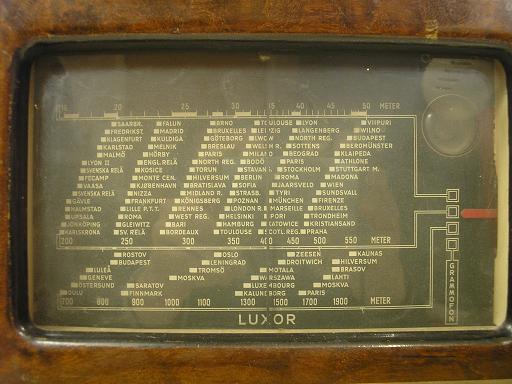 16 20 25 30 35 40 45 50 METER
SAARBR. FALUN BRNO TOULOUSE LYON VIIPURI
FREDRIKST. MADRID BRUXELLES LEIPZIG LANGENBERG WILNO
KLAGENFURT KULDIGA GÖTEBORG LWOW NORTH REG. BUDAPEST
KARLSTAD MELNIK BRESLAU WELSH R. SOTTENS BEROMÜNSTER
MALMÖ HÖRBY PARIS MILANO BEOGRAD KLAIPEDA
LYON II ENGL.RELÄ NORTH REG. BODÖ PARIS ATHLONE
SVENSKA RELÄ KOSICE TORUN STAVAN STOCKHOLM STUTTGART M.
FECAMP MONTE CEN. HILVERSUM BERLIN ROMA MADONA
VAASA KJØBENHAVN BRATISLAVA SOFIA JAARSVELD WIEN
SVENSKA RELÄ NIZZA MIDLAND R. STRASB. TYRI SUNDSVALL
GÄVLE FRANKFURT KÖNIGSBERG POZNAN MÜNCHEN FIRENZE
HALMSTAD LILLE P.T.T. RENNES LONDON R. MARSEILLE BRUXELLES
UPSALA ROMA WEST REG. HELSINKI PORI TRONDHEIM
JÖNKÖPING GLEIWITZ BARI HAMBURG KATOWICE KRISTIANSAND
KARLSKRONA SV. RELÄ BORDEAUX TOULOUSE SCOTL. REG. PRAHA
200 250 300 350 400 450 500 550 METER
ROSTOV OSLO ZEESEN KAUNAS
BUDAPEST LENINGRAD DROITWICH HILVERSUM
LULEÅ TROMSÖ MOTALA BRASOV
GENEVE MOSKVA WARSZAWA LAHTI
ÖSTERSUND SARATOV LUXEMBOURG MOSKVA
OULU FINNMARK KALUNDBORG PARIS
700 800 900 1000 1100 1300 1500 1700 1900 METER
GRAMMOFON
LUXOR